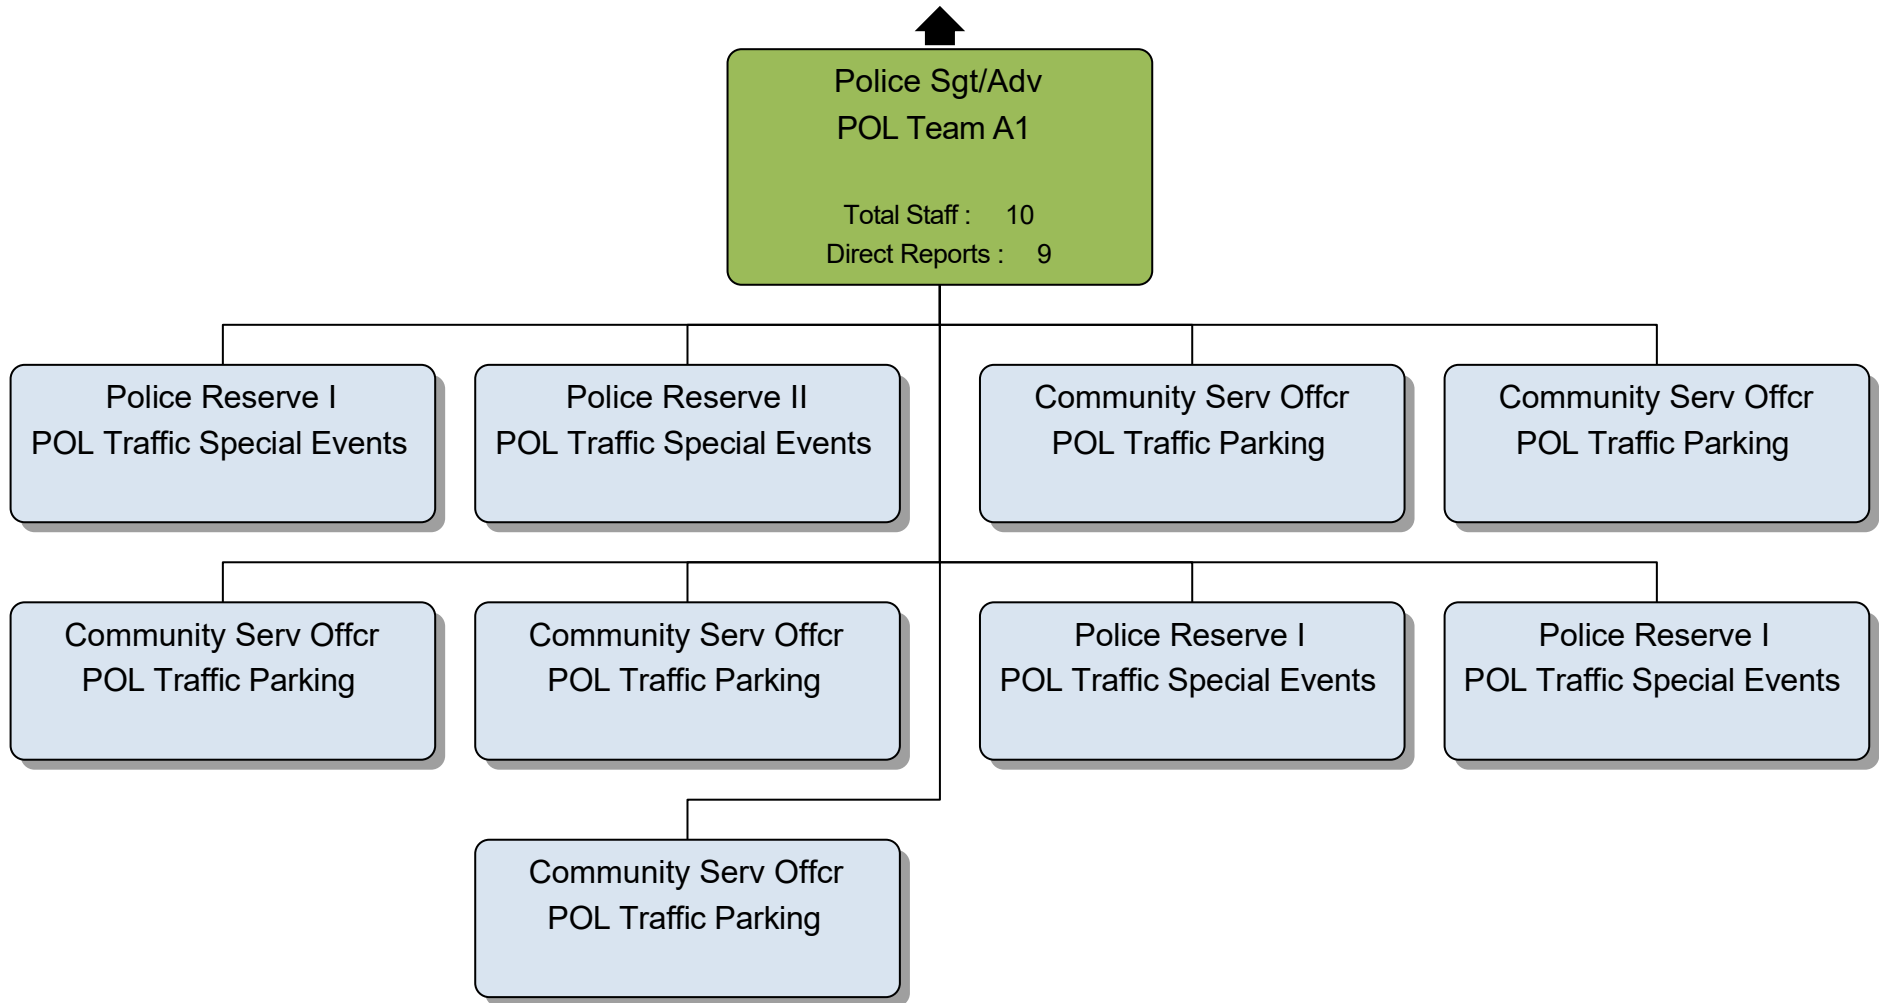 Police Sgt/Adv
POL Team A1
Total Staff : 10
Direct Reports : 9
Police Reserve I
POL Traffic Special Events
Police Reserve II
POL Traffic Special Events
Community Serv Offcr
POL Traffic Parking
Community Serv Offcr
POL Traffic Parking
Community Serv Offcr
POL Traffic Parking
Community Serv Offcr
POL Traffic Parking
Police Reserve I
POL Traffic Special Events
Police Reserve I
POL Traffic Special Events
Community Serv Offcr
POL Traffic Parking